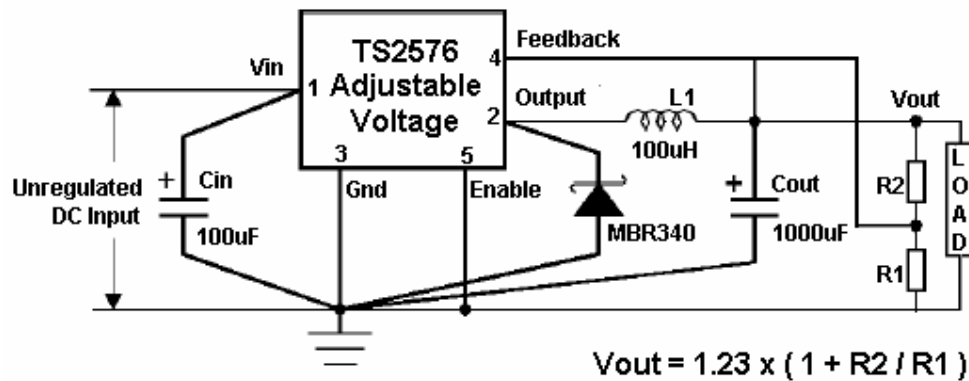 TS2576
Adjustable
Voltage
Vin
1
Feedback
4
Output
2
L1
100uH
Vout
3
5
Gnd
Enable
Unregulated
DC Input
+
Cin
100uF
MBR340
+
Cout
1000uF
R2
R1
LOAD
Vout = 1.23 x ( 1 + R2 / R1 )